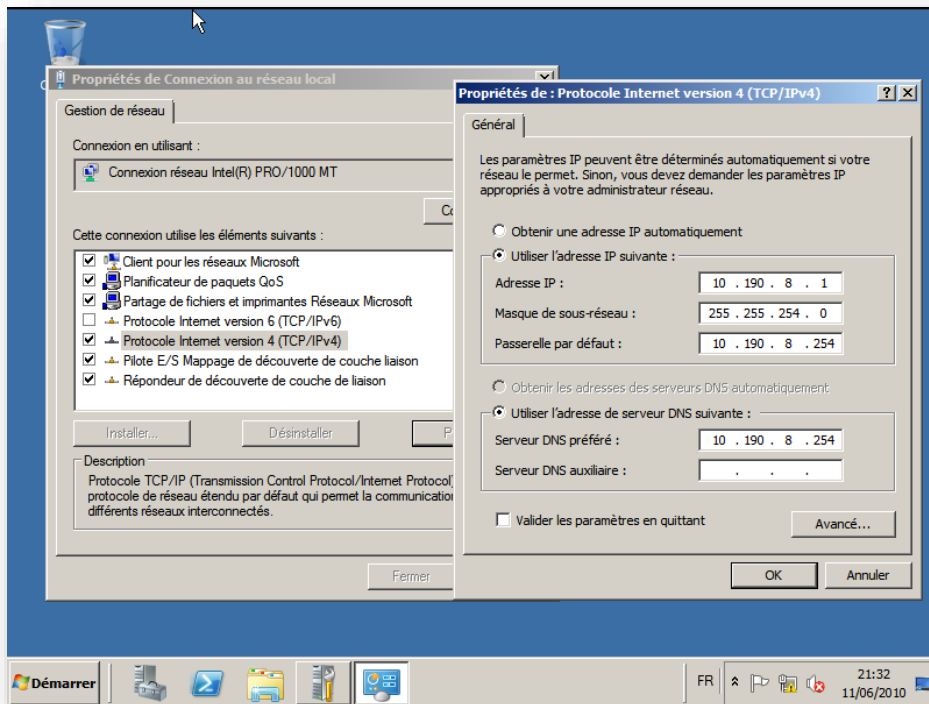 Propriétés de Connexion au réseau local
Gestion de réseau
Connexion en utilisant :
Connexion réseau Intel(R) PRO/1000 MT
Cette connexion utilise les éléments suivants :
Client pour les réseaux Microsoft
Planificateur de paquets QoS
Partage de fichiers et imprimantes Réseaux Microsoft
Protocole Internet version 6 (TCP/IPv6)
Protocole Internet version 4 (TCP/IPv4)
Pilote E/S Mappage de découverte de couche liaison
Répondeur de découverte de couche de liaison
Installer...
Désinstaller
P
Description
Protocole TCP/IP (Transmission Control Protocol/Internet Protocol)
protocole de réseau étendu par défaut qui permet la communication
différents réseaux interconnectés.
Fermer
Propriétés de : Protocole Internet version 4 (TCP/IPv4)
Général
Les paramètres IP peuvent être déterminés automatiquement si votre
réseau le permet. Sinon, vous devez demander les paramètres IP
appropriés à votre administrateur réseau.
Obtenir une adresse IP automatiquement
Utiliser l'adresse IP suivante :
Adresse IP : 10 . 190 . 8 . 1
Masque de sous-réseau : 255 . 255 . 254 . 0
Passerelle par défaut : 10 . 190 . 8 . 254
Obtenir les adresses des serveurs DNS automatiquement
Utiliser l'adresse de serveur DNS suivante :
Serveur DNS préféré : 10 . 190 . 8 . 254
Serveur DNS auxiliaire : . . .
Valider les paramètres en quittant
Avancé...
OK
Annuler
Démarrer
FR
21:32
11/06/2010